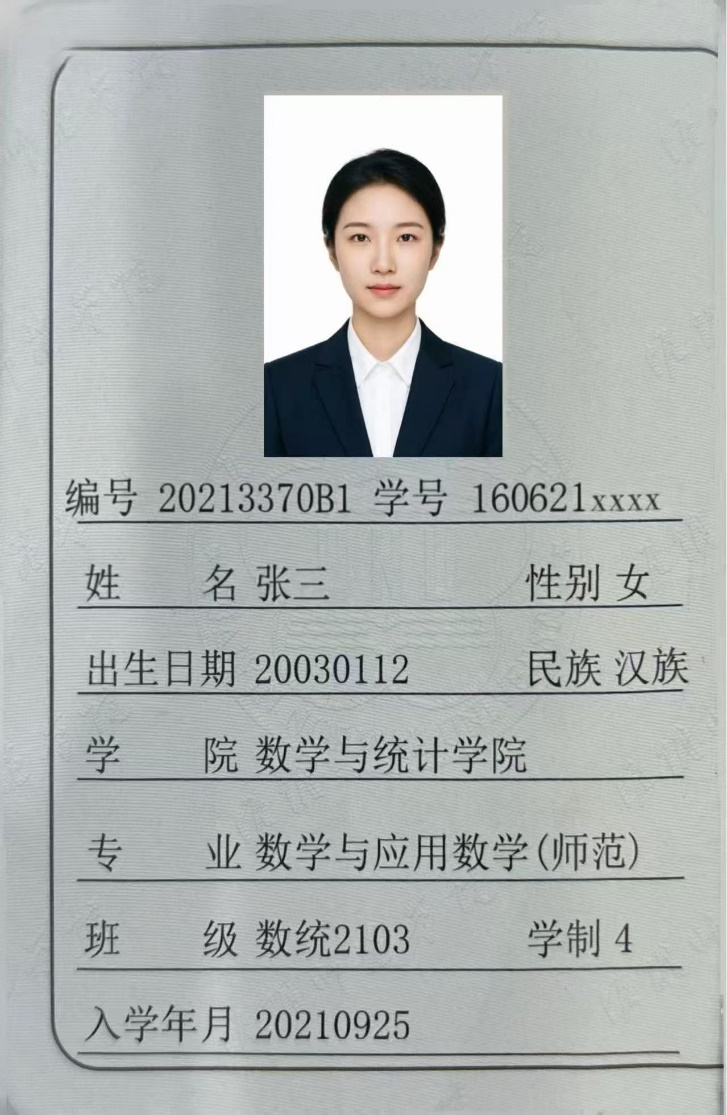 编号 20213370B1 学号 160621xxxx
姓名 张三 性别 女
出生日期 20030112 民族 汉族
学院 数学与统计学院
专业 数学与应用数学(师范)
班级 数统2103 学制 4
入学年月 20210925